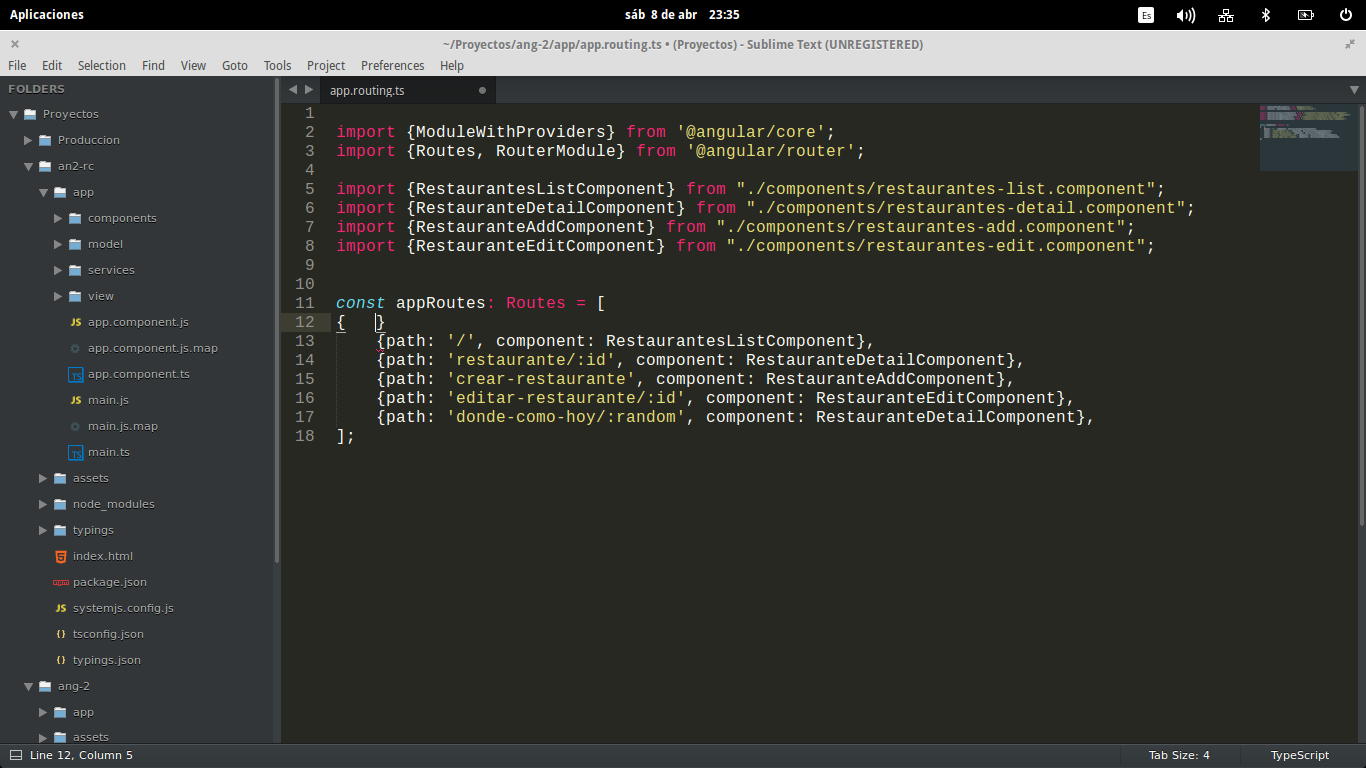 Aplicaciones
sáb 8 de abr 23:35
Es
~/Proyectos/ang-2/app/app.routing.ts • (Proyectos) - Sublime Text (UNREGISTERED)
File Edit Selection Find View Goto Tools Project Preferences Help
FOLDERS
Proyectos
Produccion
an2-rc
app
components
model
services
view
JS app.component.js
app.component.js.map
TS app.component.ts
JS main.js
main.js.map
TS main.ts
assets
node_modules
typings
index.html
npm package.json
JS systemjs.config.js
{} tsconfig.json
{} typings.json
ang-2
app
assets
app.routing.ts
1
2 import {ModuleWithProviders} from '@angular/core';
3 import {Routes, RouterModule} from '@angular/router';
4
5 import {RestaurantesListComponent} from "./components/restaurantes-list.component";
6 import {RestauranteDetailComponent} from "./components/restaurantes-detail.component";
7 import {RestauranteAddComponent} from "./components/restaurantes-add.component";
8 import {RestauranteEditComponent} from "./components/restaurantes-edit.component";
9
10
11 const appRoutes: Routes = [
12 {   }
13     {path: '/', component: RestaurantesListComponent},
14     {path: 'restaurante/:id', component: RestauranteDetailComponent},
15     {path: 'crear-restaurante', component: RestauranteAddComponent},
16     {path: 'editar-restaurante/:id', component: RestauranteEditComponent},
17     {path: 'donde-como-hoy/:random', component: RestauranteDetailComponent},
18 ];
Line 12, Column 5
Tab Size: 4
TypeScript